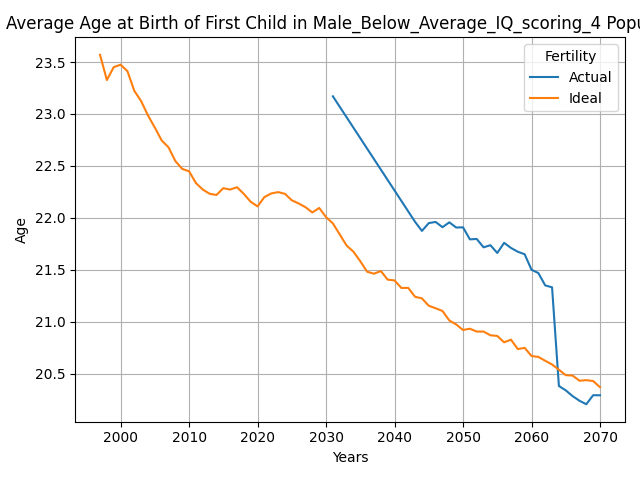 Average Age at Birth of First Child in Male_Below_Average_IQ_scoring_4 Popu
Fertility
Actual
Ideal
23.5
23.0
22.5
22.0
21.5
21.0
20.5
Age
2000 2010 2020 2030 2040 2050 2060 2070
Years